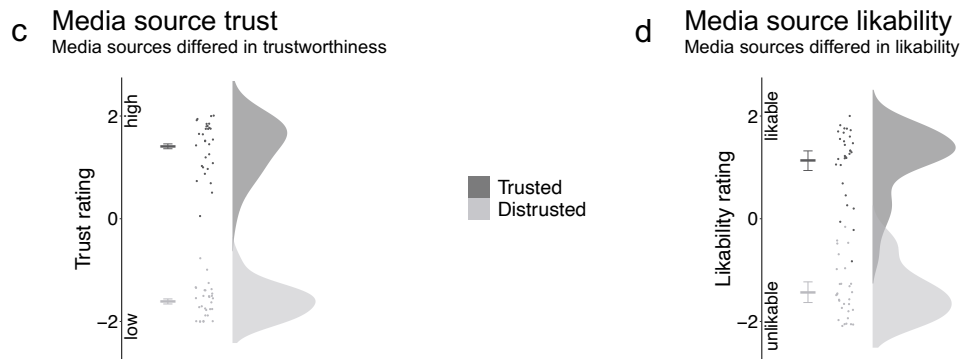 c Media source trust
Media sources differed in trustworthiness
Trust rating
high
2
0
−2
low
Trusted
Distrusted
d Media source likability
Media sources differed in likability
Likability rating
likable
2
0
−2
unlikable